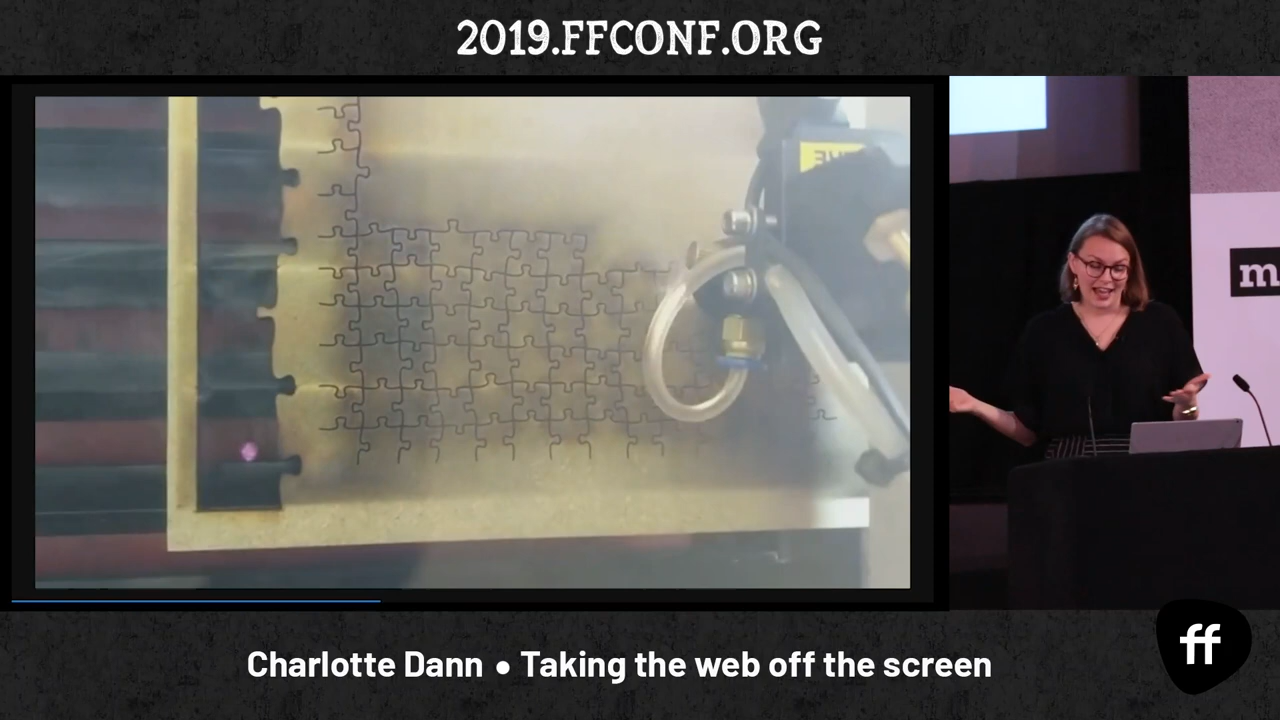 2019.FFCONF.ORG
m
Charlotte Dann • Taking the web off the screen
ff